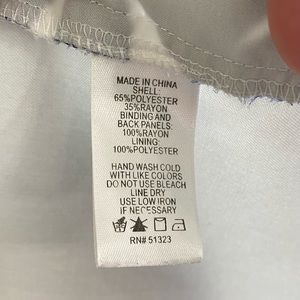 MADE IN CHINA
SHELL:
65%POLYESTER
35%RAYON
BINDING AND
BACK PANELS:
100%RAYON
LINING:
100%POLYESTER
HAND WASH COLD
WITH LIKE COLORS
DO NOT USE BLEACH
LINE DRY
USE LOW IRON
IF NECESSARY
RN# 51323